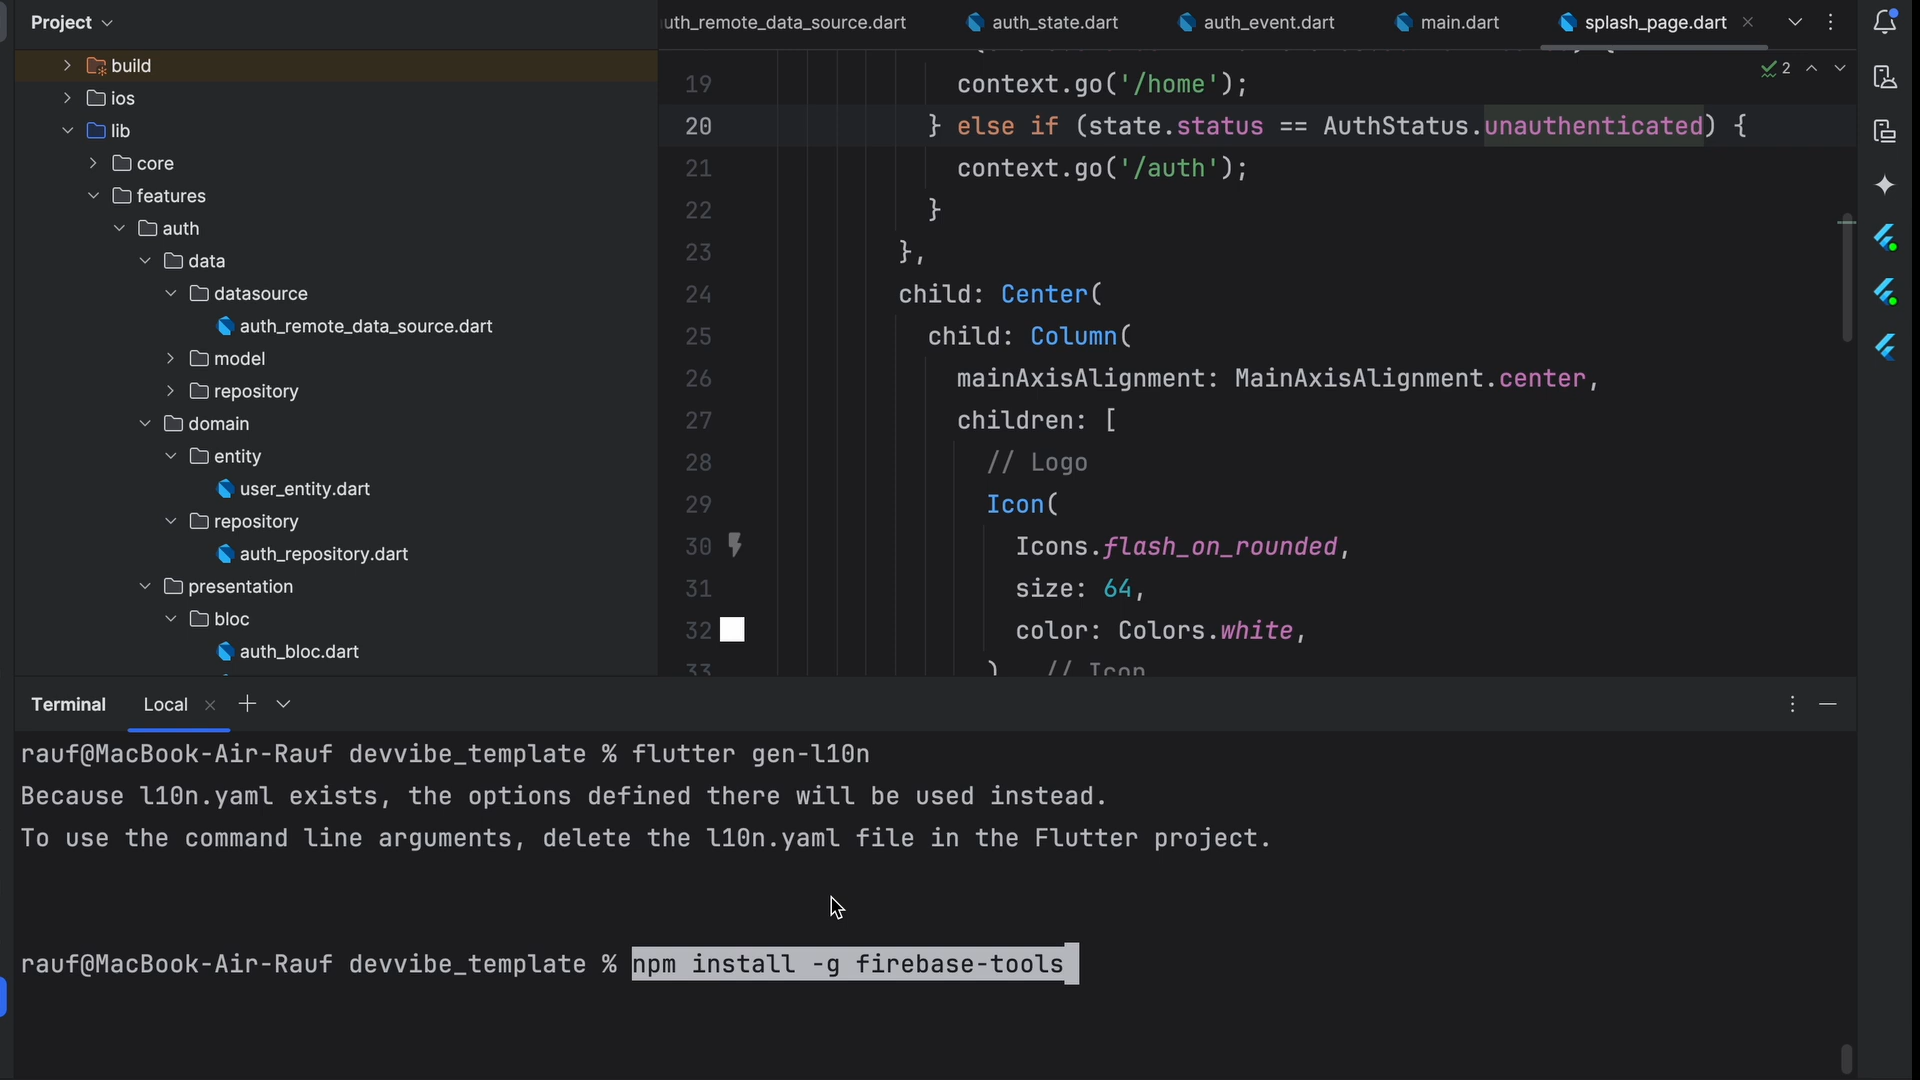 Project
build
ios
lib
core
features
auth
data
datasource
auth_remote_data_source.dart
model
repository
domain
entity
user_entity.dart
repository
auth_repository.dart
presentation
bloc
auth_bloc.dart
uth_remote_data_source.dart
auth_state.dart
auth_event.dart
main.dart
splash_page.dart
2
19 context.go('/home');
20 } else if (state.status == AuthStatus.unauthenticated) {
21 context.go('/auth');
22 }
23 },
24 child: Center(
25 child: Column(
26 mainAxisAlignment: MainAxisAlignment.center,
27 children: [
28 // Logo
29 Icon(
30 Icons.flash_on_rounded,
31 size: 64,
32 color: Colors.white,
33 ) // Icon
Terminal Local
rauf@MacBook-Air-Rauf devvibe_template % flutter gen-l10n
Because l10n.yaml exists, the options defined there will be used instead.
To use the command line arguments, delete the l10n.yaml file in the Flutter project.
rauf@MacBook-Air-Rauf devvibe_template % npm install -g firebase-tools